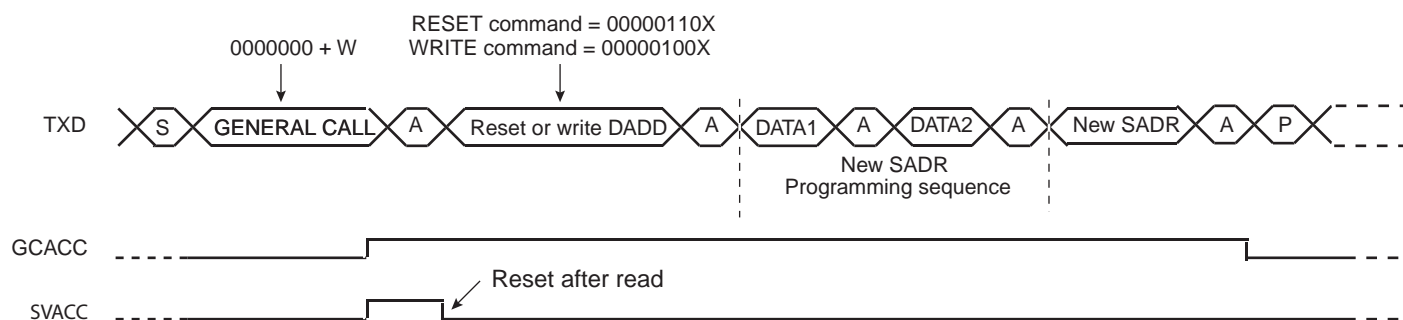 RESET command = 00000110X
0000000 + W
WRITE command = 00000100X
TXD
S
GENERAL CALL
A
Reset or write DADD
A
DATA1
A
DATA2
A
New SADR
A
P
New SADR
Programming sequence
GCACC
Reset after read
SVACC